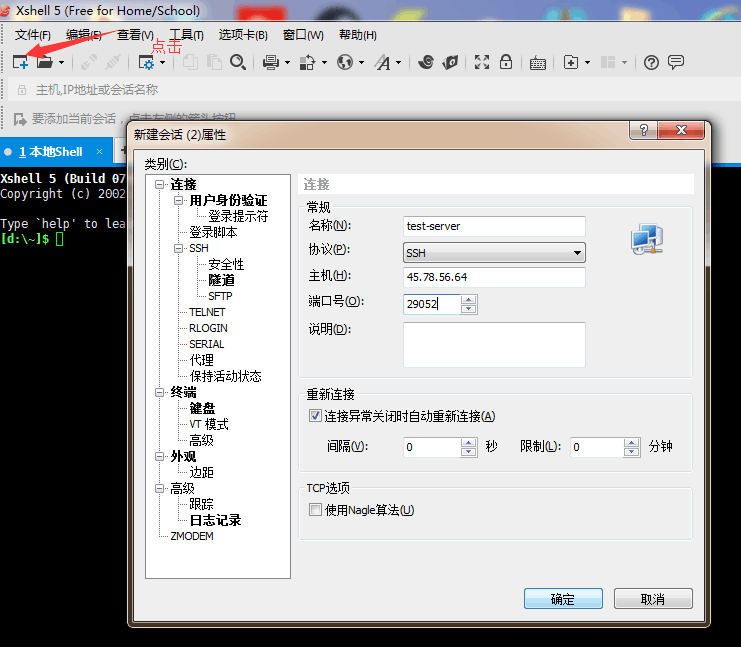 Xshell 5 (Free for Home/School)
文件(F) 编辑(E) 查看(V) 工具(T) 选项卡(B) 窗口(W) 帮助(H)
点击
主机,IP地址或会话名称
要添加当前会话，点击左侧的箭头按钮
1 本地Shell ×
Xshell 5 (Build 07
Copyright (c) 2002
Type `help' to lea
[d:\~]$
新建会话 (2)属性
类别(C):
连接
用户身份验证
登录提示符
登录脚本
SSH
安全性
隧道
SFTP
TELNET
RLOGIN
SERIAL
代理
保持活动状态
终端
键盘
VT 模式
高级
外观
边距
高级
跟踪
日志记录
ZMODEM
连接
常规
名称(N): test-server
协议(P): SSH
主机(H): 45.78.56.64
端口号(O): 29052
说明(D):
重新连接
连接异常关闭时自动重新连接(A)
间隔(V): 0 秒 限制(L): 0 分钟
TCP选项
使用Nagle算法(U)
确定 取消